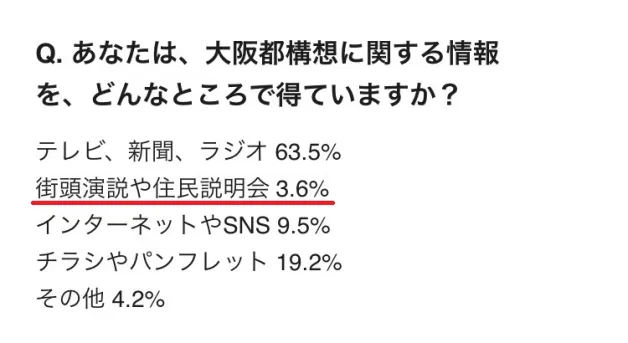 Q. あなたは、大阪都構想に関する情報
を、どんなところで得ていますか？
テレビ、新聞、ラジオ 63.5%
街頭演説や住民説明会 3.6%
インターネットやSNS 9.5%
チラシやパンフレット 19.2%
その他 4.2%